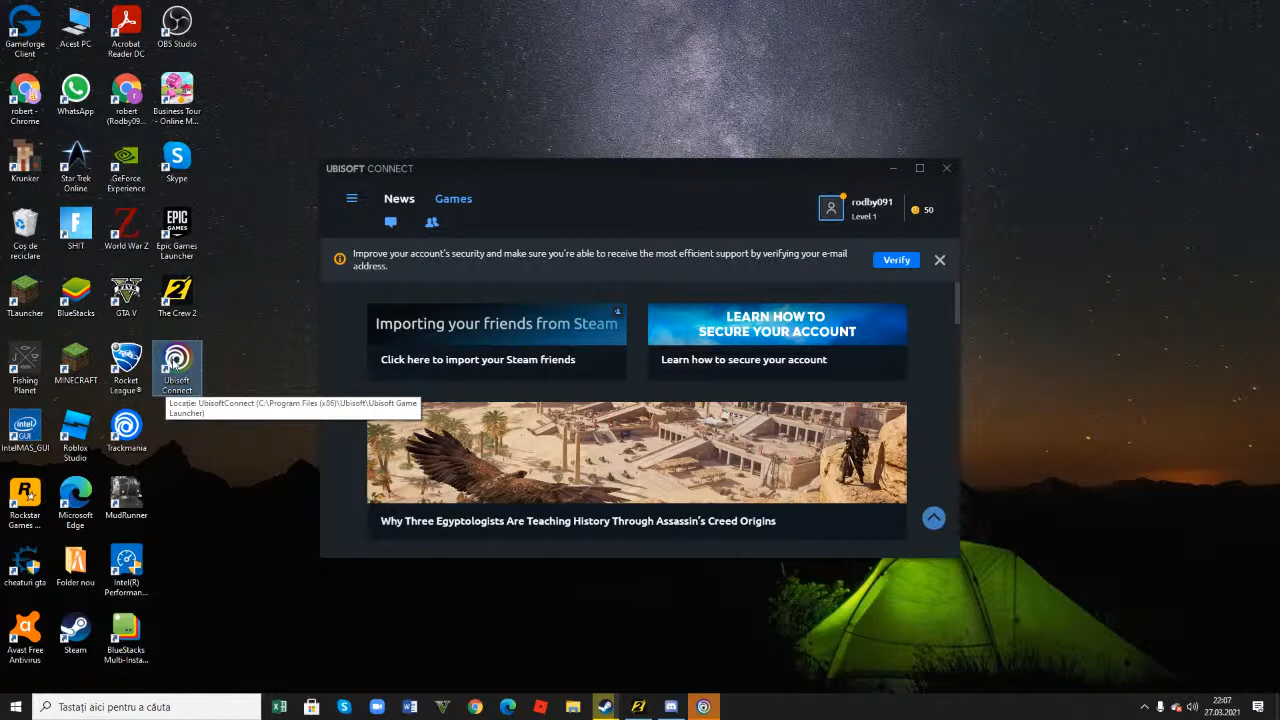 Gameforge
Client
Acest PC
Acrobat
Reader DC
OBS Studio
robert -
Chrome
WhatsApp
robert
(Rodby09...
Business Tour
- Online M...
Krunker
Star Trek
Online
GeForce
Experience
Skype
Coș de
reciclare
F
SH!T
Z
World War Z
EPIC
GAMES
Epic Games
Launcher
TLauncher
BlueStacks
V
GTA V
The Crew 2
Fishing
Planet
MINECRAFT
Rocket
League®
Ubisoft
Connect
Locație: UbisoftConnect (C:\Program Files (x86)\Ubisoft\Ubisoft Game
Launcher)
intel
GUI
IntelMAS_GUI
Roblox
Studio
Trackmania
R
Rockstar
Games ...
Microsoft
Edge
MudRunner
cheaturi gta
Folder nou
Intel(R)
Performan...
Avast Free
Antivirus
Steam
BlueStacks
Multi-Insta...
UBISOFT CONNECT
News
Games
rodby091
Level 1
50
Improve your account's security and make sure you're able to receive the most efficient support by verifying your e-mail
address.
Verify
Importing your friends from Steam
Click here to import your Steam friends
LEARN HOW TO
SECURE YOUR ACCOUNT
Learn how to secure your account
Why Three Egyptologists Are Teaching History Through Assassin's Creed Origins
Tastați aici pentru a căuta
22:07
27.03.2021